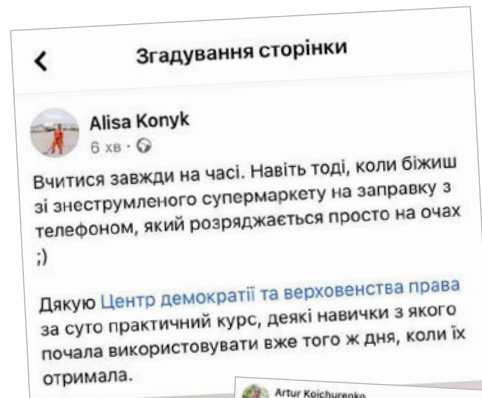 Згадування сторінки
Alisa Konyk
6 хв ·
Вчитися завжди на часі. Навіть тоді, коли біжиш
зі знеструмленого супермаркету на заправку з
телефоном, який розряджається просто на очах
;)
Дякую Центр демократії та верховенства права
за суто практичний курс, деякі навички з якого
почала використовувати вже того ж дня, коли їх
отримала.
Artur Koichurenko